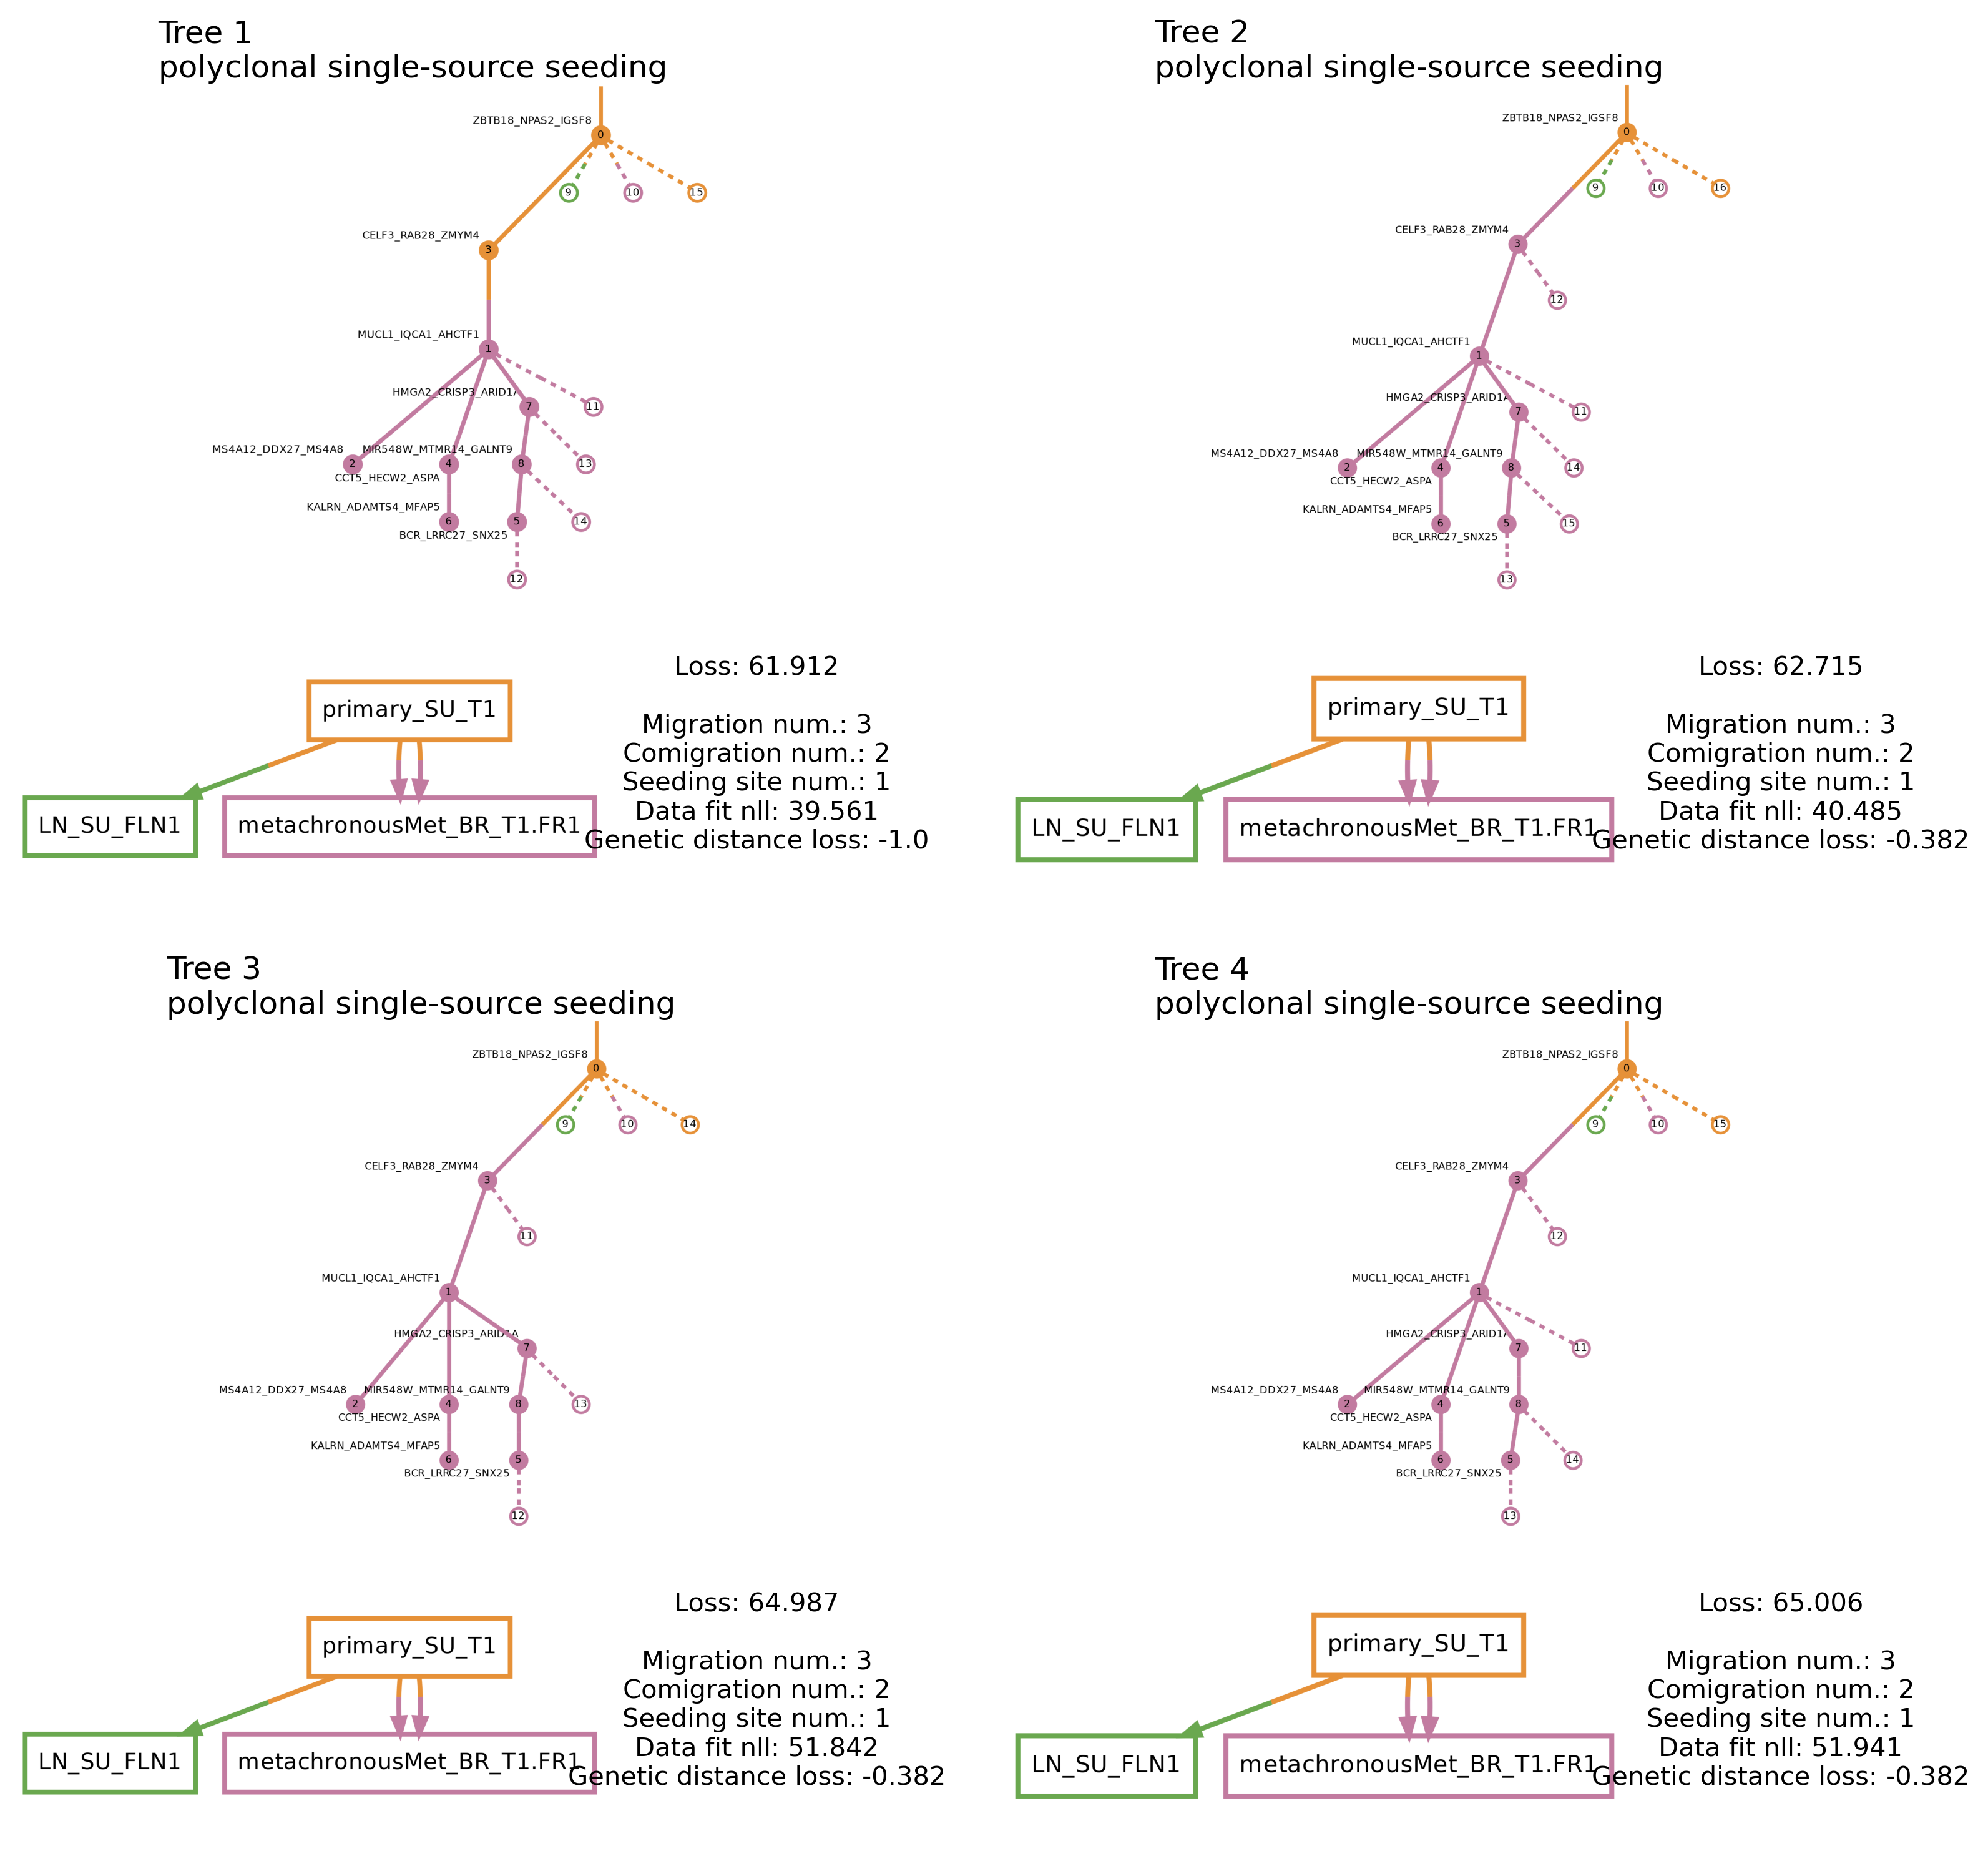 Tree 1
polyclonal single-source seeding
ZBTB18_NPAS2_IGSF8
0
9
10
15
CELF3_RAB28_ZMYM4
3
MUCL1_IQCA1_AHCTF1
1
HMGA2_CRISP3_ARID1A
7
11
MS4A12_DDX27_MS4A8
2
MIR548W_MTMR14_GALNT9
4
8
13
CCT5_HECW2_ASPA
KALRN_ADAMTS4_MFAP5
6
5
14
BCR_LRRC27_SNX25
12
primary_SU_T1
LN_SU_FLN1
metachronousMet_BR_T1.FR1
Loss: 61.912
Migration num.: 3
Comigration num.: 2
Seeding site num.: 1
Data fit nll: 39.561
Genetic distance loss: -1.0
Tree 2
polyclonal single-source seeding
ZBTB18_NPAS2_IGSF8
0
9
10
16
CELF3_RAB28_ZMYM4
3
12
MUCL1_IQCA1_AHCTF1
1
HMGA2_CRISP3_ARID1A
7
11
MS4A12_DDX27_MS4A8
2
MIR548W_MTMR14_GALNT9
4
8
14
CCT5_HECW2_ASPA
KALRN_ADAMTS4_MFAP5
6
5
15
BCR_LRRC27_SNX25
13
primary_SU_T1
LN_SU_FLN1
metachronousMet_BR_T1.FR1
Loss: 62.715
Migration num.: 3
Comigration num.: 2
Seeding site num.: 1
Data fit nll: 40.485
Genetic distance loss: -0.382
Tree 3
polyclonal single-source seeding
ZBTB18_NPAS2_IGSF8
0
9
10
14
CELF3_RAB28_ZMYM4
3
11
MUCL1_IQCA1_AHCTF1
1
HMGA2_CRISP3_ARID1A
7
MS4A12_DDX27_MS4A8
2
MIR548W_MTMR14_GALNT9
4
8
13
CCT5_HECW2_ASPA
KALRN_ADAMTS4_MFAP5
6
5
BCR_LRRC27_SNX25
12
primary_SU_T1
LN_SU_FLN1
metachronousMet_BR_T1.FR1
Loss: 64.987
Migration num.: 3
Comigration num.: 2
Seeding site num.: 1
Data fit nll: 51.842
Genetic distance loss: -0.382
Tree 4
polyclonal single-source seeding
ZBTB18_NPAS2_IGSF8
0
9
10
15
CELF3_RAB28_ZMYM4
3
12
MUCL1_IQCA1_AHCTF1
1
HMGA2_CRISP3_ARID1A
7
11
MS4A12_DDX27_MS4A8
2
MIR548W_MTMR14_GALNT9
4
8
CCT5_HECW2_ASPA
KALRN_ADAMTS4_MFAP5
6
5
14
BCR_LRRC27_SNX25
13
primary_SU_T1
LN_SU_FLN1
metachronousMet_BR_T1.FR1
Loss: 65.006
Migration num.: 3
Comigration num.: 2
Seeding site num.: 1
Data fit nll: 51.941
Genetic distance loss: -0.382